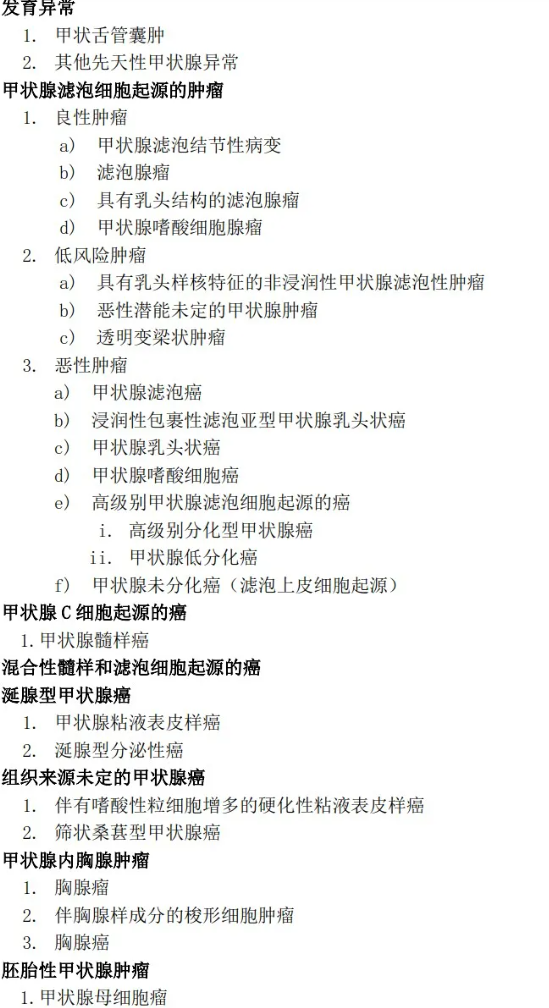 发育异常
1. 甲状舌管囊肿
2. 其他先天性甲状腺异常
甲状腺滤泡细胞起源的肿瘤
1. 良性肿瘤
a) 甲状腺滤泡结节性病变
b) 滤泡腺瘤
c) 具有乳头结构的滤泡腺瘤
d) 甲状腺嗜酸细胞腺瘤
2. 低风险肿瘤
a) 具有乳头样核特征的非浸润性甲状腺滤泡性肿瘤
b) 恶性潜能未定的甲状腺肿瘤
c) 透明变梁状肿瘤
3. 恶性肿瘤
a) 甲状腺滤泡癌
b) 浸润性包裹性滤泡亚型甲状腺乳头状癌
c) 甲状腺乳头状癌
d) 甲状腺嗜酸细胞癌
e) 高级别甲状腺滤泡细胞起源的癌
i. 高级别分化型甲状腺癌
ii. 甲状腺低分化癌
f) 甲状腺未分化癌（滤泡上皮细胞起源）
甲状腺 C 细胞起源的癌
1. 甲状腺髓样癌
混合性髓样和滤泡细胞起源的癌
涎腺型甲状腺癌
1. 甲状腺粘液表皮样癌
2. 涎腺型分泌性癌
组织来源未定的甲状腺癌
1. 伴有嗜酸性粒细胞增多的硬化性粘液表皮样癌
2. 筛状桑葚型甲状腺癌
甲状腺内胸腺肿瘤
1. 胸腺瘤
2. 伴胸腺样成分的梭形细胞肿瘤
3. 胸腺癌
胚胎性甲状腺肿瘤
1. 甲状腺母细胞瘤